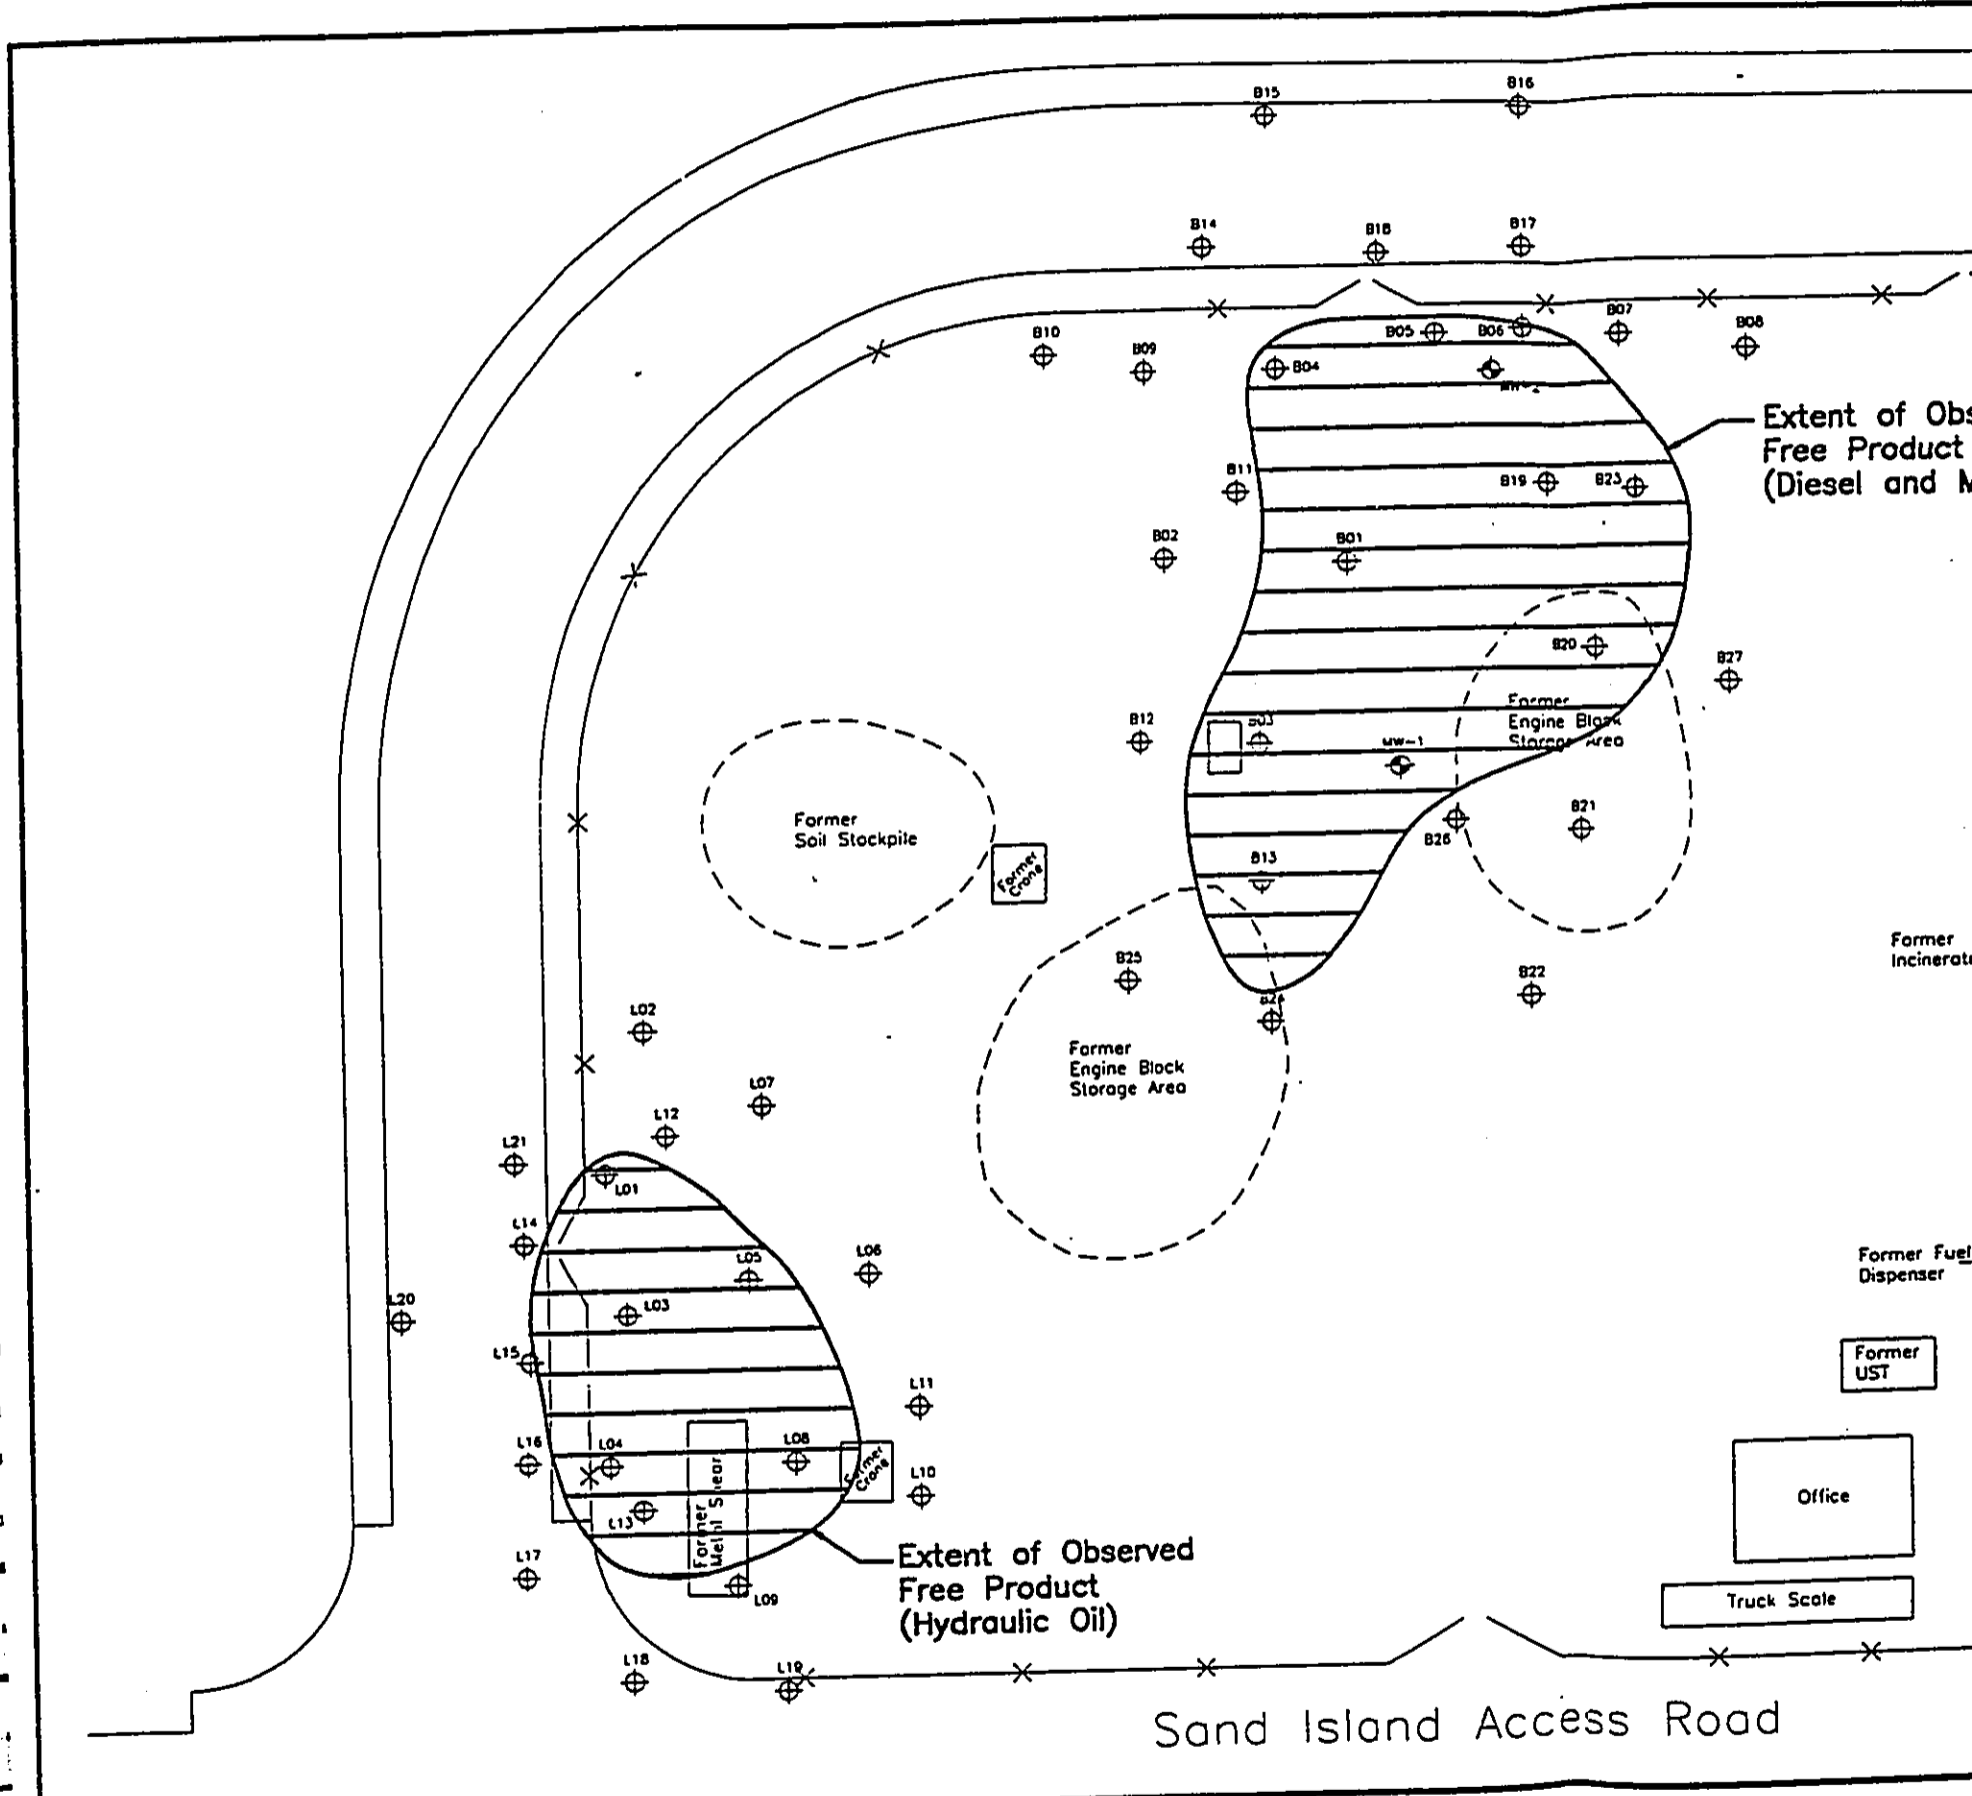 B15
B16
B14
B18
B17
B10
B09
B05
B06
B07
B08
B04
MW-2
Extent of Obs
Free Product
(Diesel and M
B11
B19
B23
B02
B01
B20
B27
Former
Engine Block
Storage Area
B12
B03
MW-1
Former
Soil Stockpile
B26
B21
Former
Crane
B13
Former
Incinerat
B25
B22
B2
L02
Former
Engine Block
Storage Area
L07
L12
L21
L01
L14
L05
L06
Former Fuel
Dispenser
L20
L03
L15
Former
UST
L11
L16
L04
L08
Former
Crane
L10
Office
L13
Former
Metal Shear
Extent of Observed
Free Product
(Hydraulic Oil)
L17
L09
Truck Scale
L18
L19
Sand Island Access Road